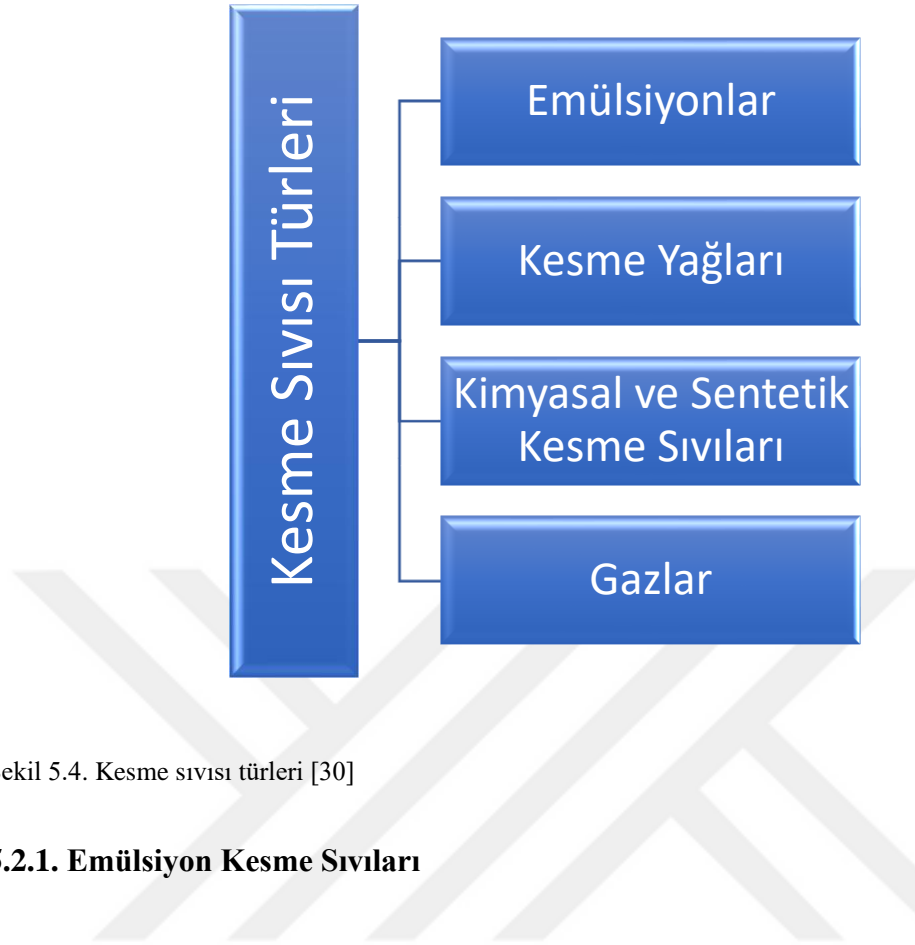 Kesme Sıvısı Türleri
Emülsiyonlar
Kesme Yağları
Kimyasal ve Sentetik
Kesme Sıvıları
Gazlar
ekil 5.4. Kesme sıvısı türleri [30]
5.2.1. Emülsiyon Kesme Sıvıları